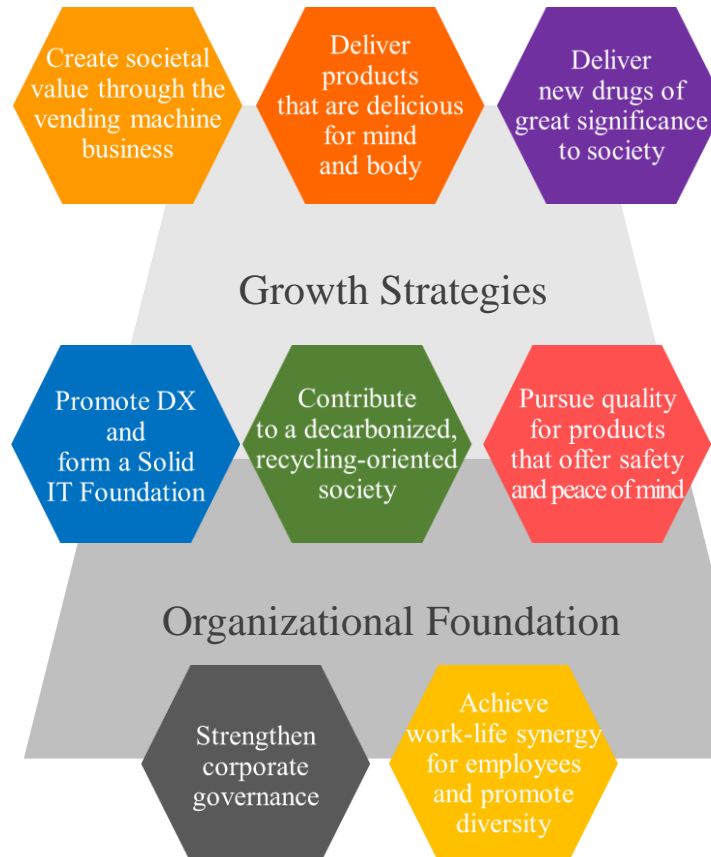 Create societal
value through the
vending machine
business
Deliver
products
that are delicious
for mind
and body
Deliver
new drugs of
great significance
to society
Growth Strategies
Promote DX
and
form a Solid
IT Foundation
Contribute
to a decarbonized,
recycling-oriented
society
Pursue quality
for products
that offer safety
and peace of mind
Organizational Foundation
Strengthen
corporate
governance
Achieve
work-life synergy
for employees
and promote
diversity